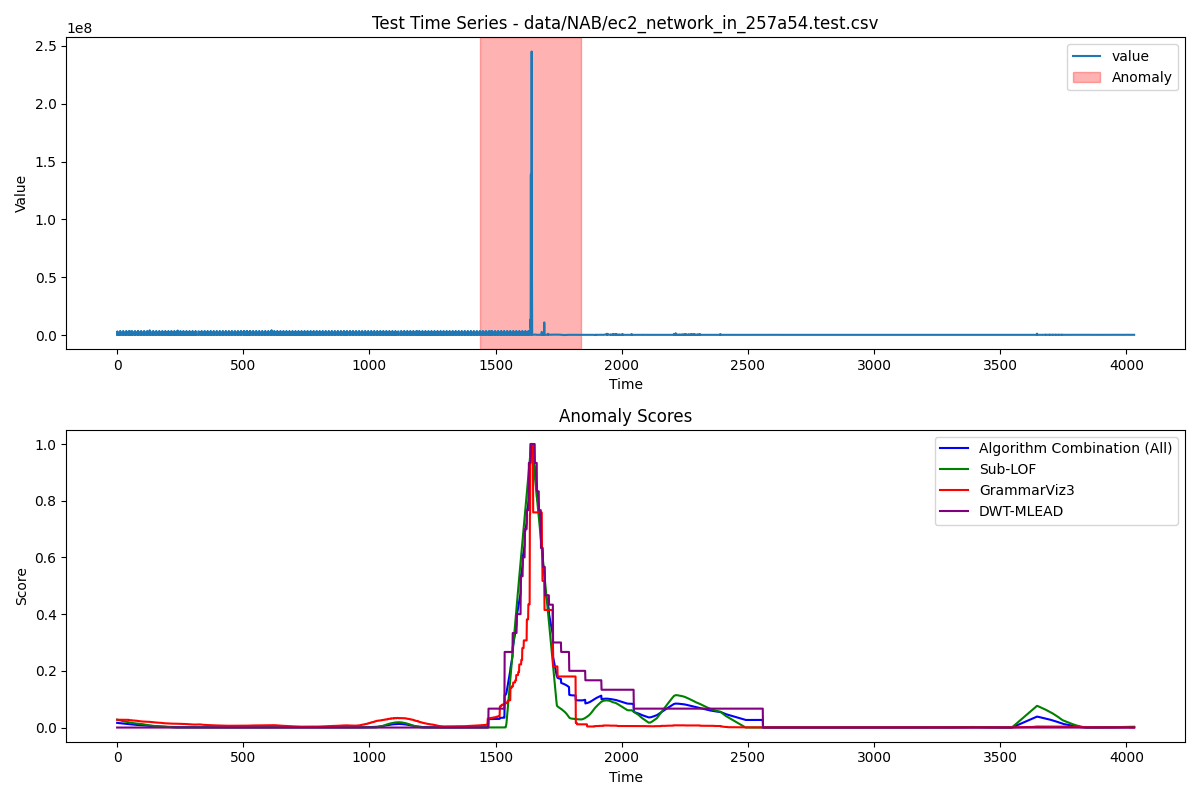 Test Time Series - data/NAB/ec2_network_in_257a54.test.csv
1e8
2.5
2.0
1.5
1.0
0.5
0.0
Value
value
Anomaly
0 500 1000 1500 2000 2500 3000 3500 4000
Time
Anomaly Scores
1.0
0.8
0.6
0.4
0.2
0.0
Score
Algorithm Combination (All)
Sub-LOF
GrammarViz3
DWT-MLEAD
0 500 1000 1500 2000 2500 3000 3500 4000
Time